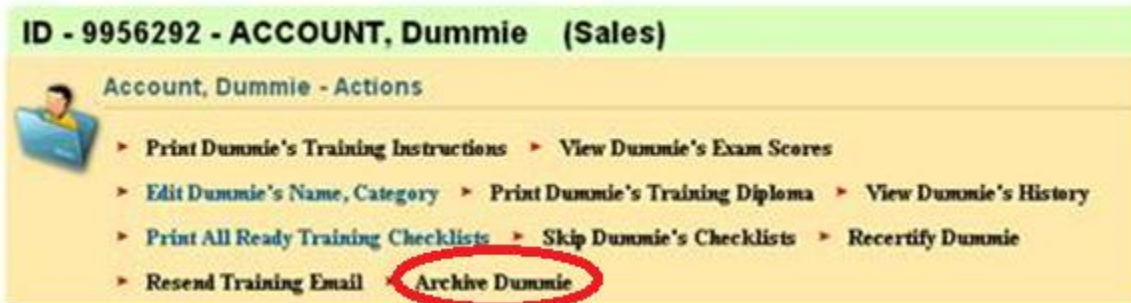 ID - 9956292 - ACCOUNT, Dummie (Sales)
Account, Dummie - Actions
Print Dummie's Training Instructions View Dummie's Exam Scores
Edit Dummie's Name, Category Print Dummie's Training Diploma View Dummie's History
Print All Ready Training Checklists Skip Dummie's Checklists Recertify Dummie
Resend Training Email Archive Dummie